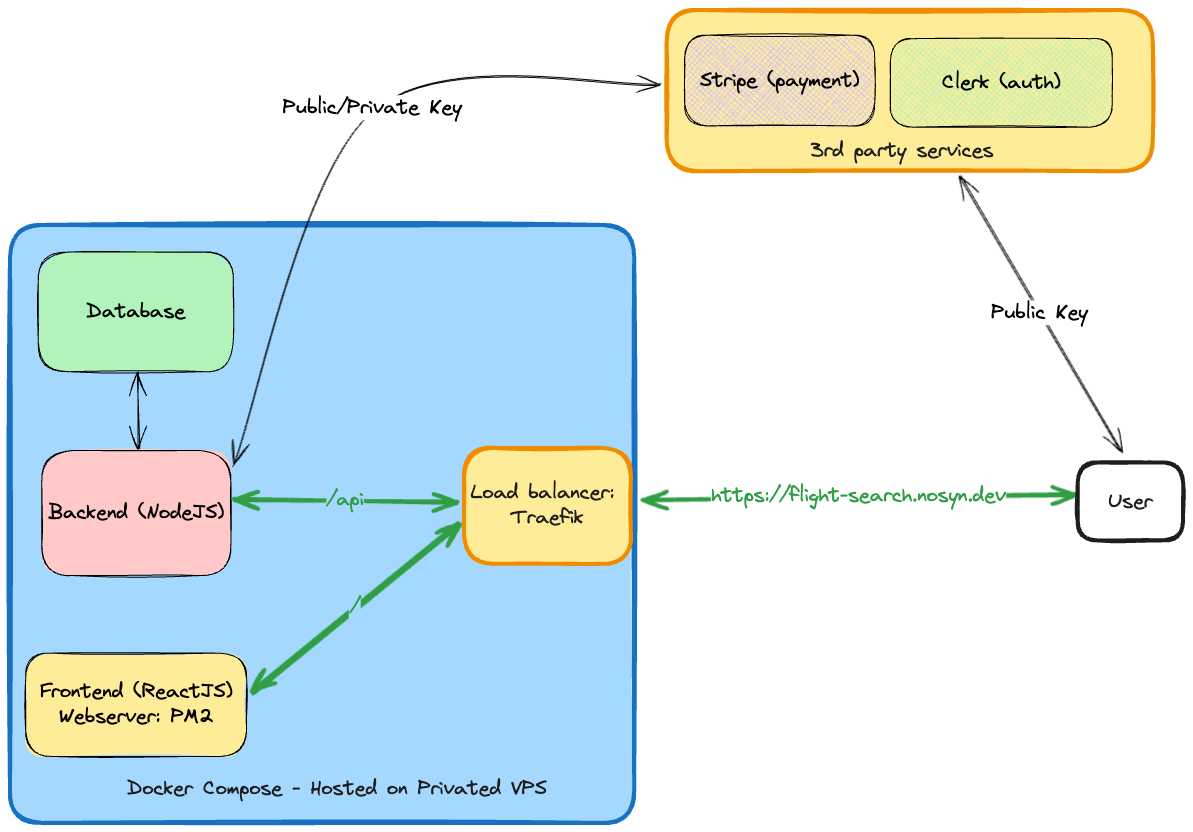 Stripe (payment)
Clerk (auth)
3rd party services
Public/Private Key
Public Key
Database
Backend (NodeJS)
/api
Load balancer:
Traefik
https://flight-search.nosyn.dev
User
/
Frontend (ReactJS)
Webserver: PM2
Docker Compose - Hosted on Privated VPS